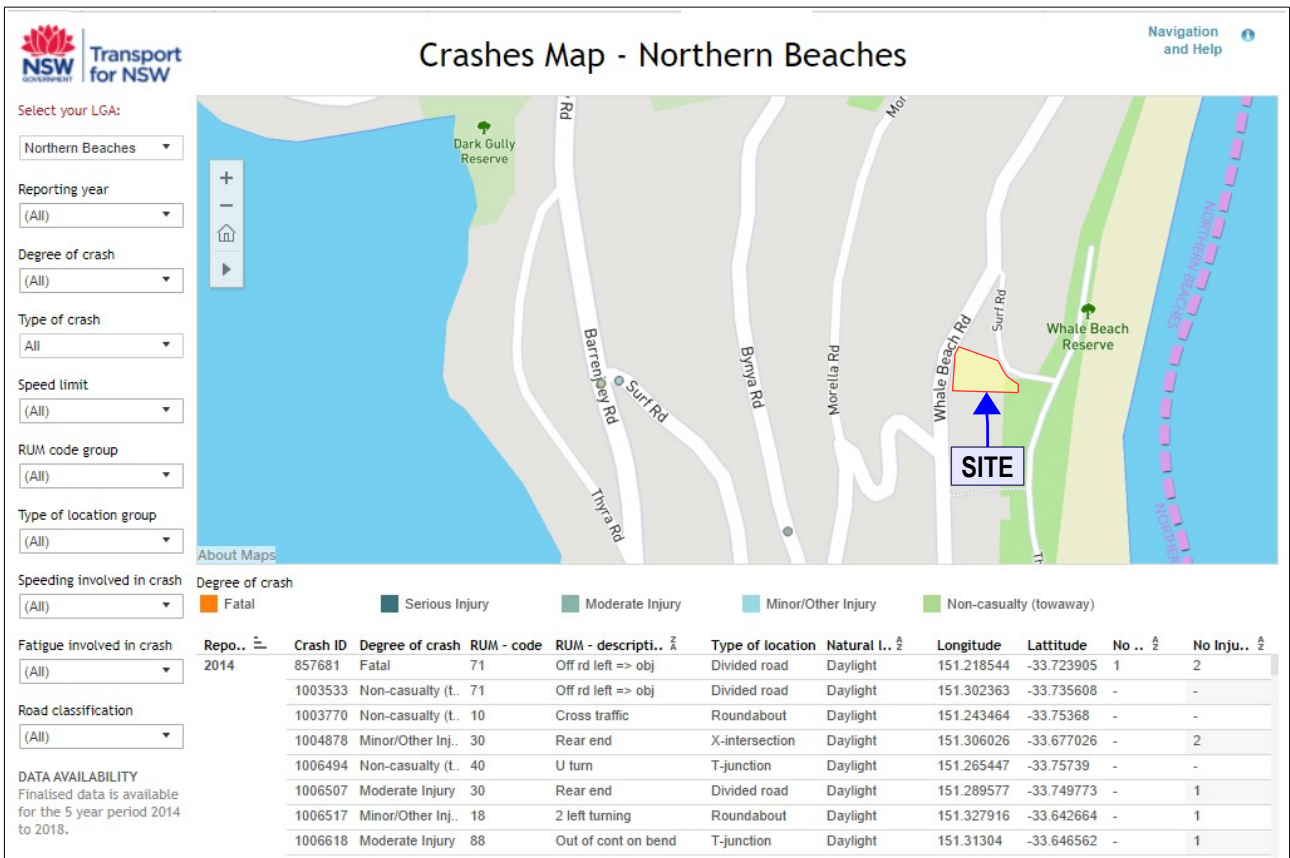 Transport
for NSW
NSW
GOVERNMENT
Crashes Map - Northern Beaches
Navigation
and Help
Select your LGA:
Northern Beaches
Reporting year
(All)
Degree of crash
(All)
Type of crash
All
Speed limit
(All)
RUM code group
(All)
Type of location group
(All)
Speeding involved in crash
(All)
Fatigue involved in crash
(All)
Road classification
(All)
DATA AVAILABILITY
Finalised data is available
for the 5 year period 2014
to 2018.
Dark Gully
Reserve
Rd
Mor
NORTHERN BEACHES
Surf Rd
Whale Beach
Reserve
Whale Beach Rd
Barrenjoey Rd
Surf Rd
Bynya Rd
Morella Rd
SITE
Thyra Rd
NORTHER
Th
About Maps
Degree of crash
Fatal Serious Injury Moderate Injury Minor/Other Injury Non-casualty (towaway)
Repo.. Crash ID Degree of crash RUM - code RUM - descripti.. Type of location Natural l.. Longitude Lattitude No .. No Inju..
2014 857681 Fatal 71 Off rd left => obj Divided road Daylight 151.218544 -33.723905 1 2
1003533 Non-casualty (t.. 71 Off rd left => obj Divided road Daylight 151.302363 -33.735608 - -
1003770 Non-casualty (t.. 10 Cross traffic Roundabout Daylight 151.243464 -33.75368 - -
1004878 Minor/Other Inj.. 30 Rear end X-intersection Daylight 151.306026 -33.677026 - 2
1006494 Non-casualty (t.. 40 U turn T-junction Daylight 151.265447 -33.75739 - -
1006507 Moderate Injury 30 Rear end Divided road Daylight 151.289577 -33.749773 - 1
1006517 Minor/Other Inj.. 18 2 left turning Roundabout Daylight 151.327916 -33.642664 - 1
1006618 Moderate Injury 88 Out of cont on bend T-junction Daylight 151.31304 -33.646562 - 1